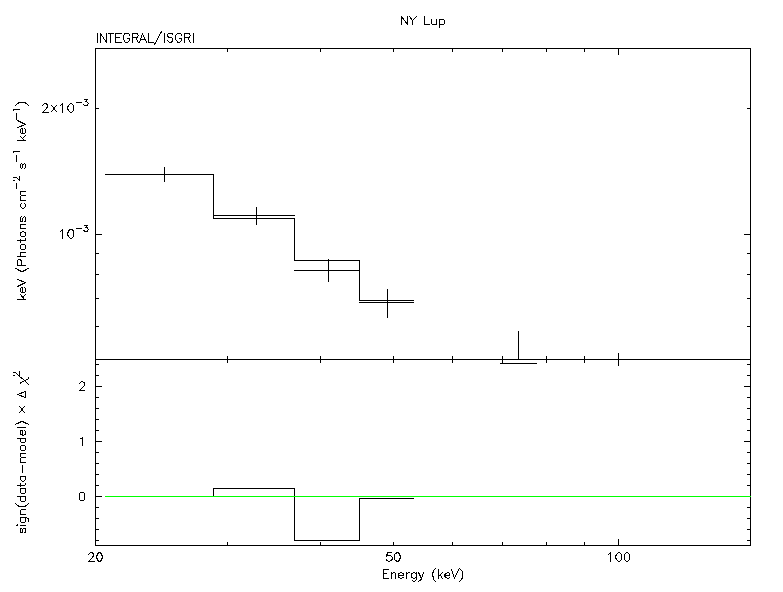 NY Lup
INTEGRAL/ISGRI
keV (Photons cm⁻² s⁻¹ keV⁻¹)
2×10⁻³
10⁻³
sign(data−model) × Δ χ²
2
1
0
20 50 100
Energy (keV)